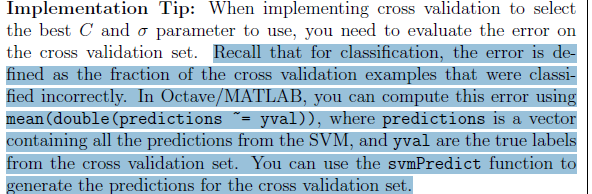 Implementation Tip: When implementing cross validation to select
the best C and σ parameter to use, you need to evaluate the error on
the cross validation set. Recall that for classification, the error is de-
fined as the fraction of the cross validation examples that were classi-
fied incorrectly. In Octave/MATLAB, you can compute this error using
mean(double(predictions ~= yval)), where predictions is a vector
containing all the predictions from the SVM, and yval are the true labels
from the cross validation set. You can use the svmPredict function to
generate the predictions for the cross validation set.